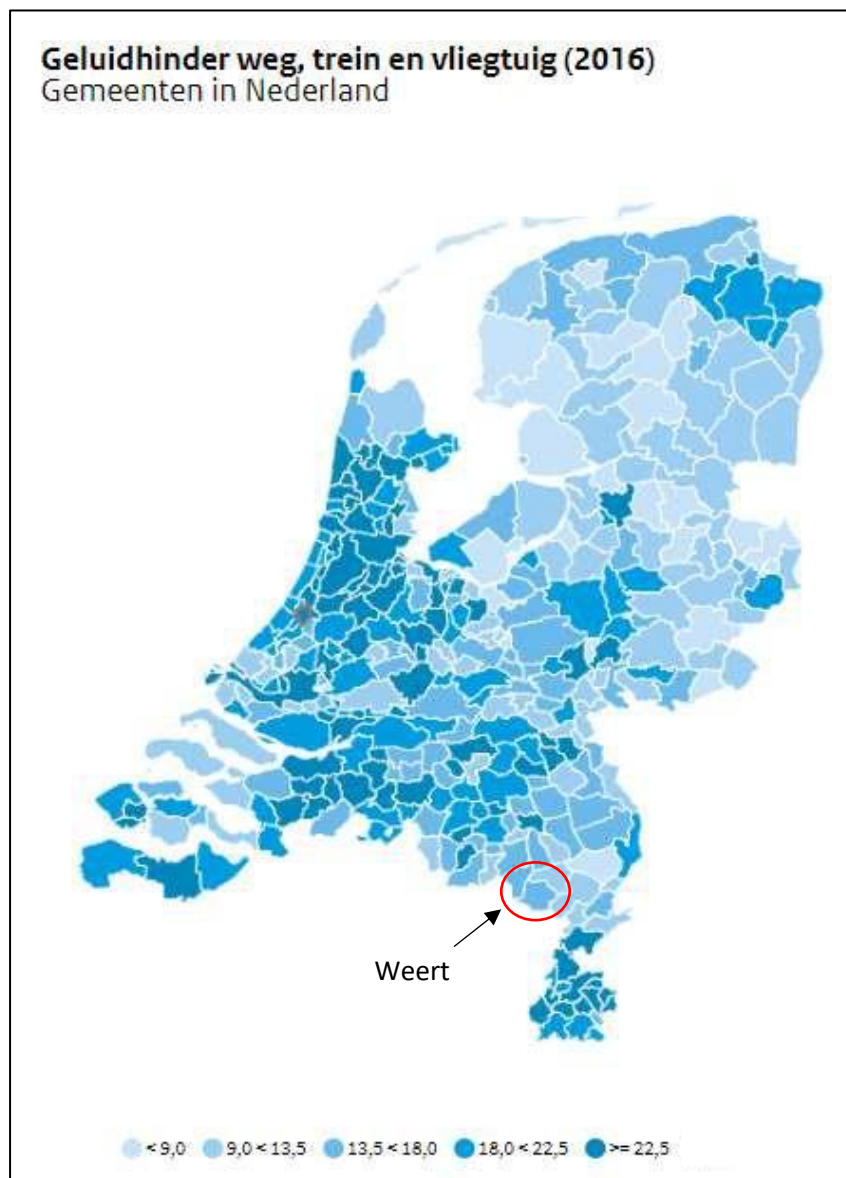 Geluidhinder weg, trein en vliegtuig (2016)
Gemeenten in Nederland
Weert
< 9,0 9,0 < 13,5 13,5 < 18,0 18,0 < 22,5 >= 22,5